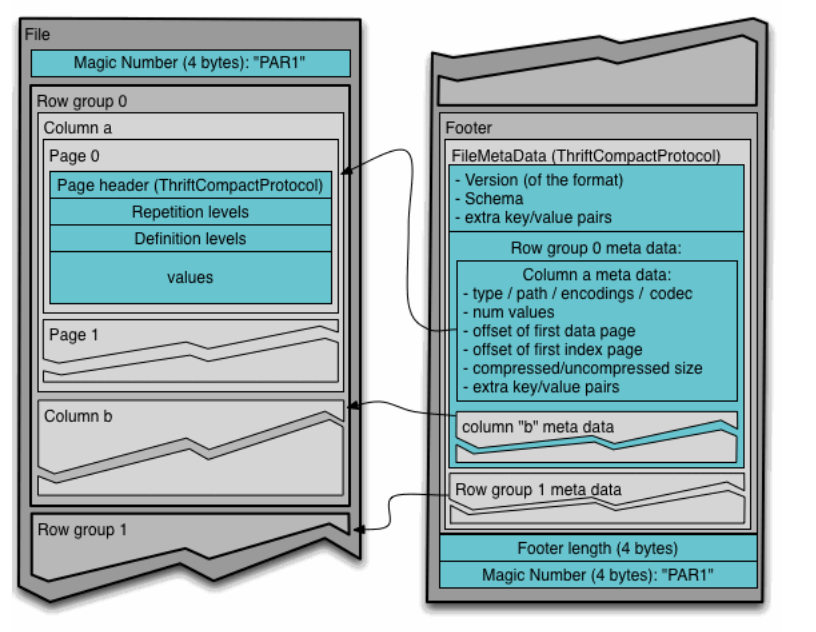 File
Magic Number (4 bytes): "PAR1"
Row group 0
Column a
Page 0
Page header (ThriftCompactProtocol)
Repetition levels
Definition levels
values
Page 1
Column b
Row group 1
Footer
FileMetaData (ThriftCompactProtocol)
- Version (of the format)
- Schema
- extra key/value pairs
Row group 0 meta data:
Column a meta data:
- type / path / encodings / codec
- num values
- offset of first data page
- offset of first index page
- compressed/uncompressed size
- extra key/value pairs
column "b" meta data
Row group 1 meta data
Footer length (4 bytes)
Magic Number (4 bytes): "PAR1"